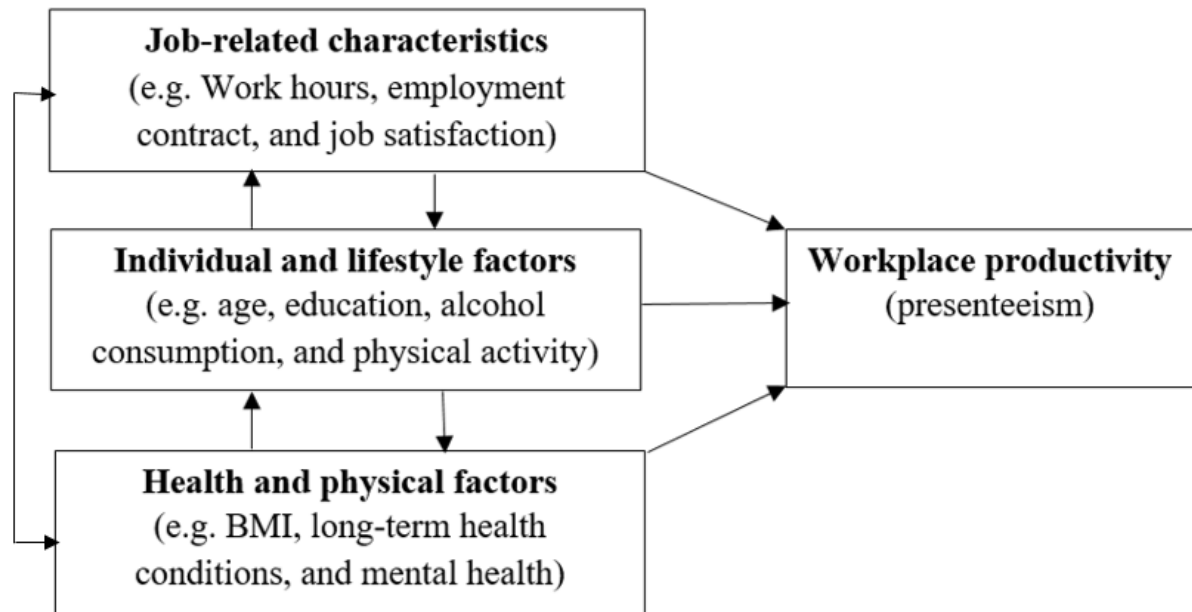 Job-related characteristics
(e.g. Work hours, employment
contract, and job satisfaction)
Individual and lifestyle factors
(e.g. age, education, alcohol
consumption, and physical activity)
Workplace productivity
(presenteeism)
Health and physical factors
(e.g. BMI, long-term health
conditions, and mental health)